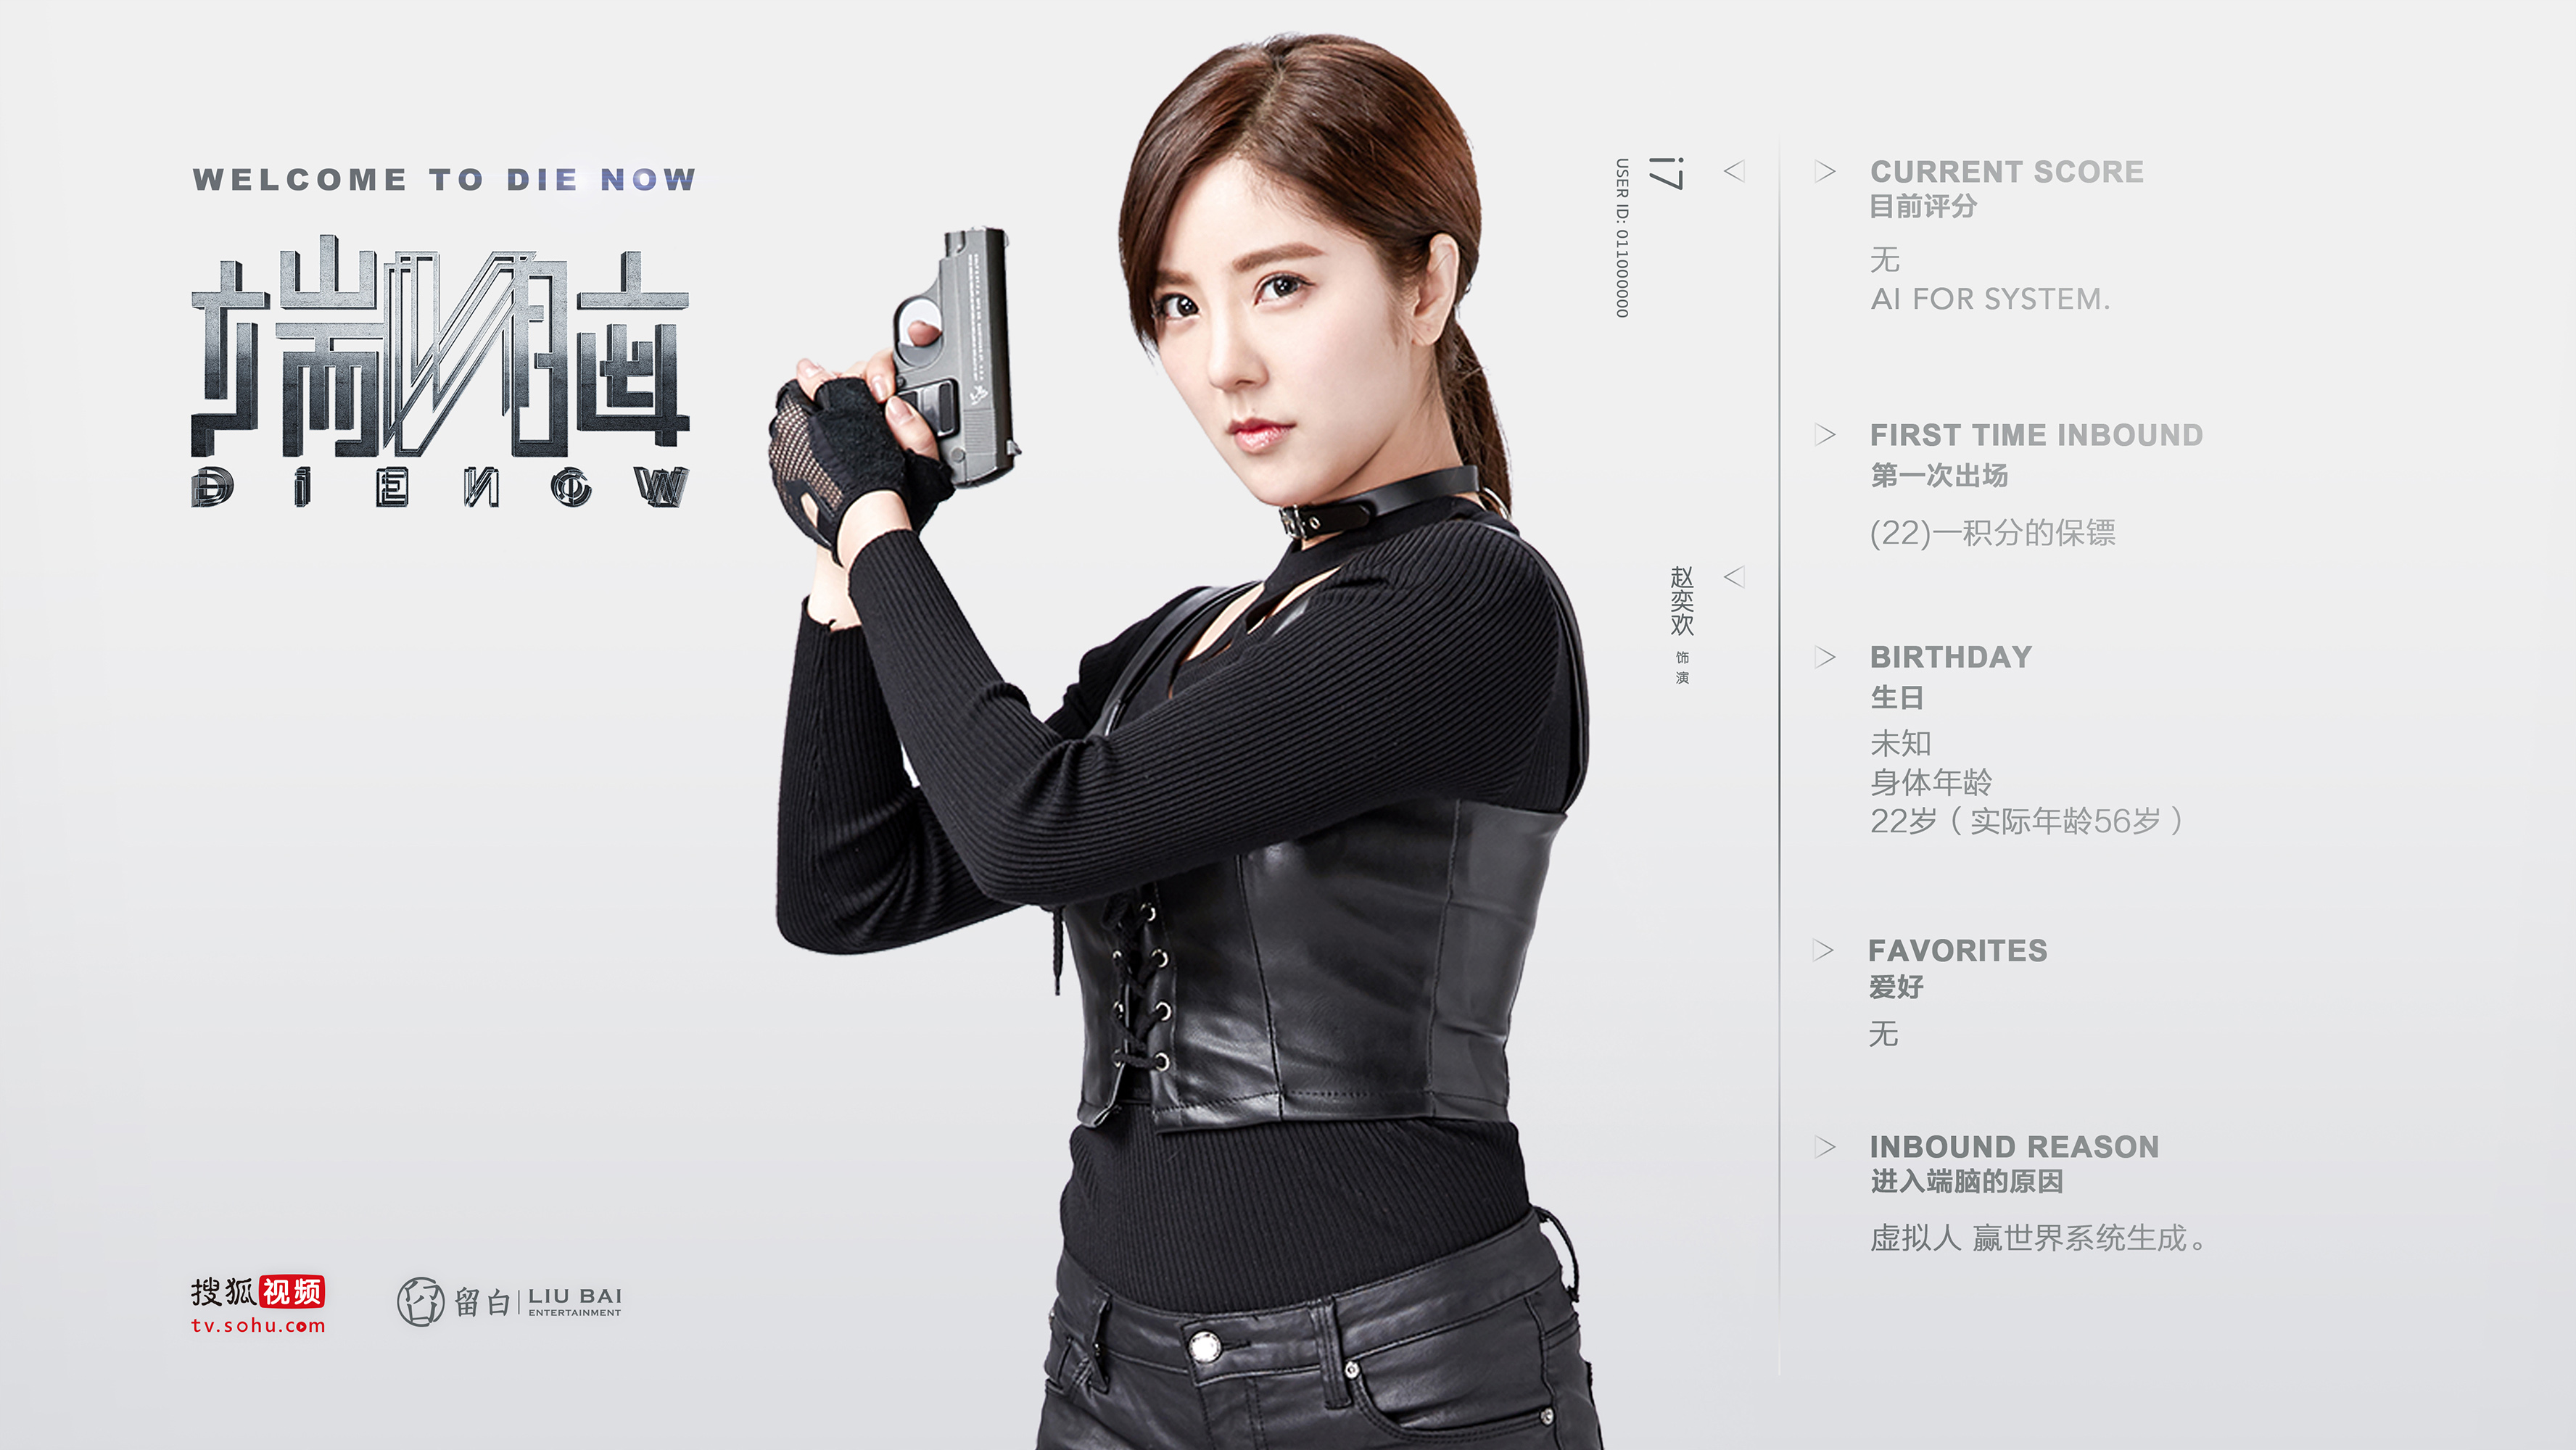 WELCOME TO DIE NOW
端脑
DIE NOW
搜狐视频
tv.sohu.com
留白 LIU BAI
ENTERTAINMENT
i7
USER ID: 011000000
赵奕欢 饰演
CURRENT SCORE
目前评分
无
AI FOR SYSTEM.
FIRST TIME INBOUND
第一次出场
(22)一积分的保镖
BIRTHDAY
生日
未知
身体年龄
22岁（实际年龄56岁）
FAVORITES
爱好
无
INBOUND REASON
进入端脑的原因
虚拟人 赢世界系统生成。